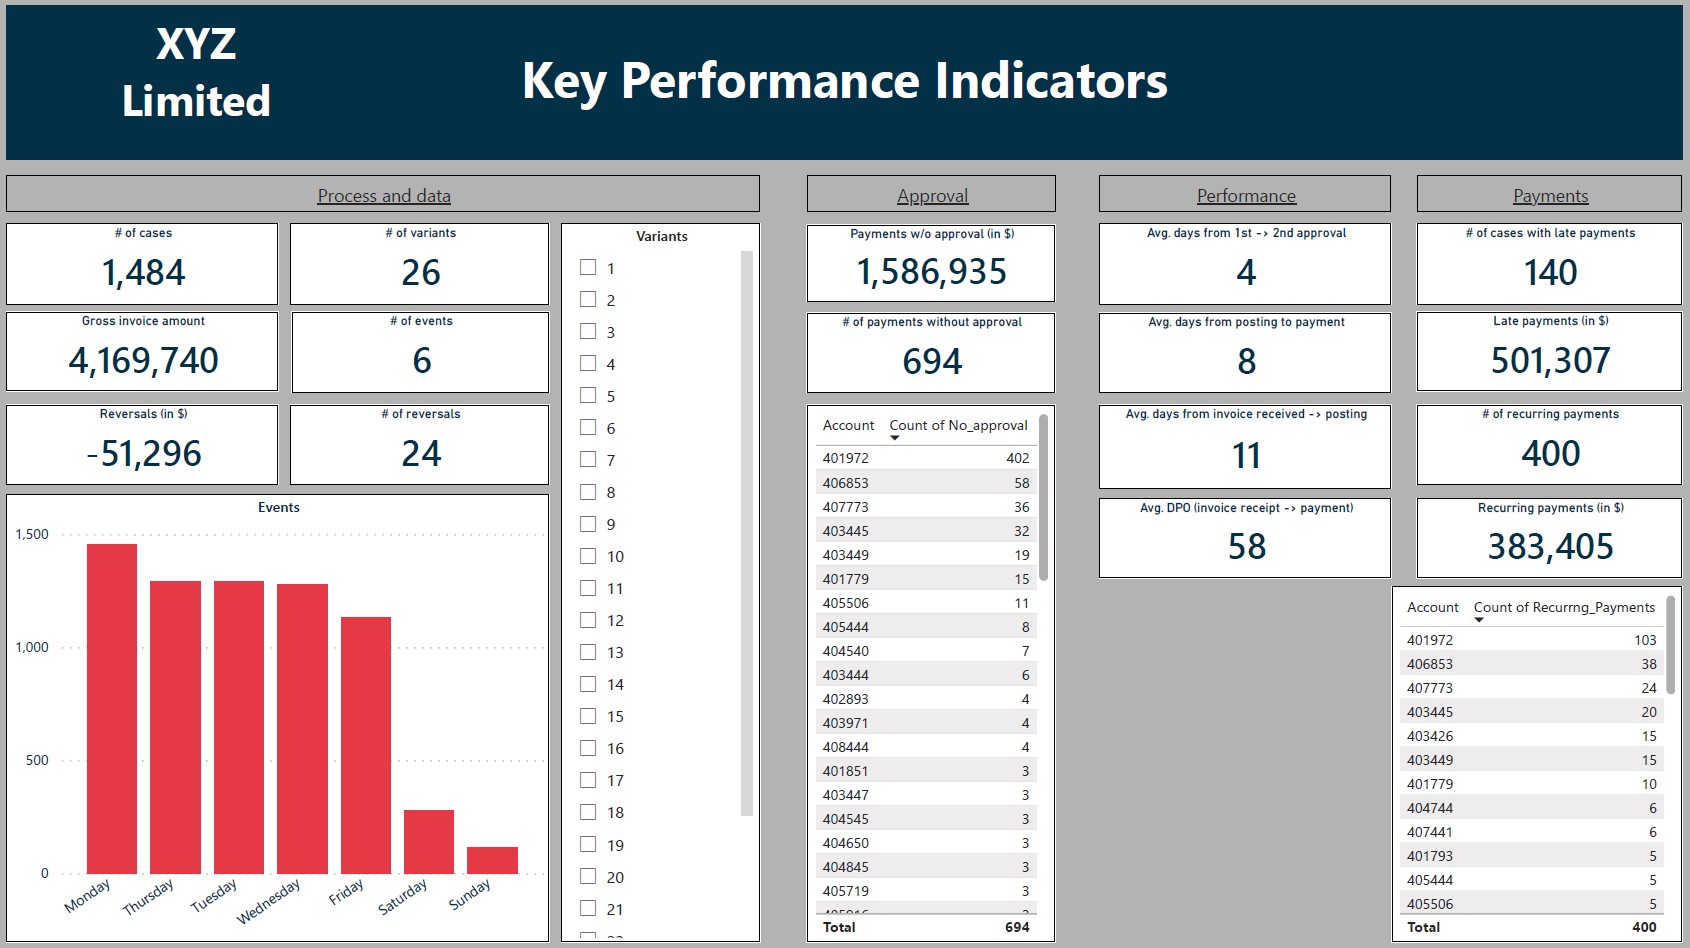 XYZ
Limited
Key Performance Indicators
Process and data
# of cases
1,484
# of variants
26
Gross invoice amount
4,169,740
# of events
6
Reversals (in $)
-51,296
# of reversals
24
Events
1,500
1,000
500
0
Monday
Thursday
Tuesday
Wednesday
Friday
Saturday
Sunday
Variants
1
2
3
4
5
6
7
8
9
10
11
12
13
14
15
16
17
18
19
20
21
Approval
Payments w/o approval (in $)
1,586,935
# of payments without approval
694
Account Count of No_approval
401972 402
406853 58
407773 36
403445 32
403449 19
401779 15
405506 11
405444 8
404540 7
403444 6
402893 4
403971 4
408444 4
401851 3
403447 3
404545 3
404650 3
404845 3
405719 3
Total 694
Performance
Avg. days from 1st -> 2nd approval
4
Avg. days from posting to payment
8
Avg. days from invoice received -> posting
11
Avg. DPO (invoice receipt -> payment)
58
Payments
# of cases with late payments
140
Late payments (in $)
501,307
# of recurring payments
400
Recurring payments (in $)
383,405
Account Count of Recurrng_Payments
401972 103
406853 38
407773 24
403445 20
403426 15
403449 15
401779 10
404744 6
407441 6
401793 5
405444 5
405506 5
Total 400